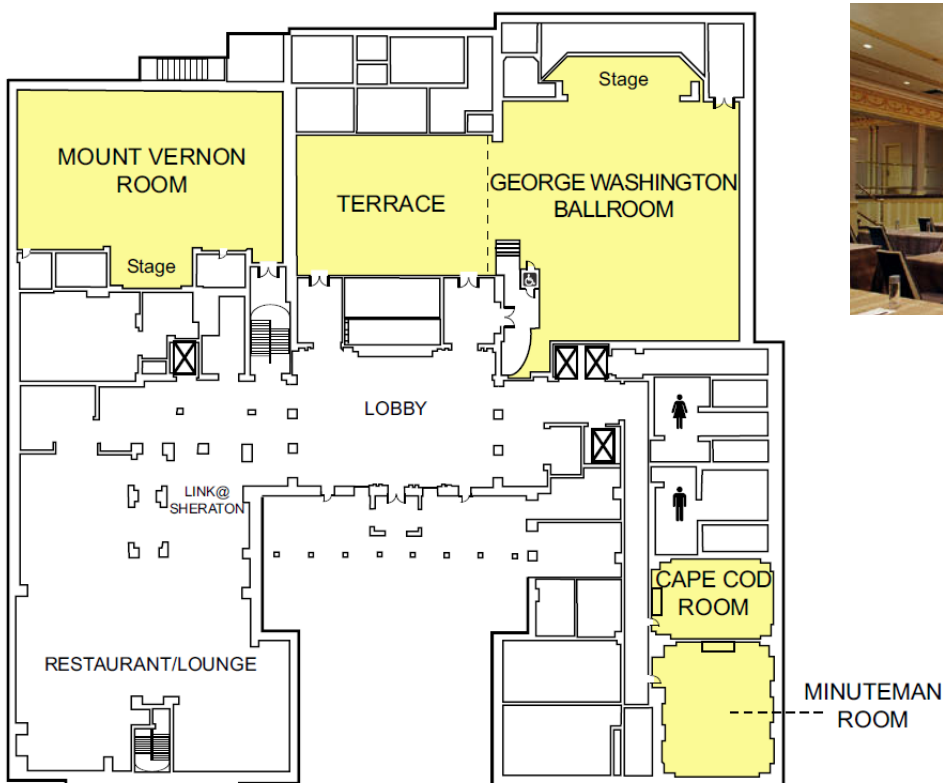 Stage
MOUNT VERNON
ROOM
TERRACE
GEORGE WASHINGTON
BALLROOM
Stage
LOBBY
LINK@
SHERATON
CAPE COD
ROOM
RESTAURANT/LOUNGE
MINUTEMAN
ROOM